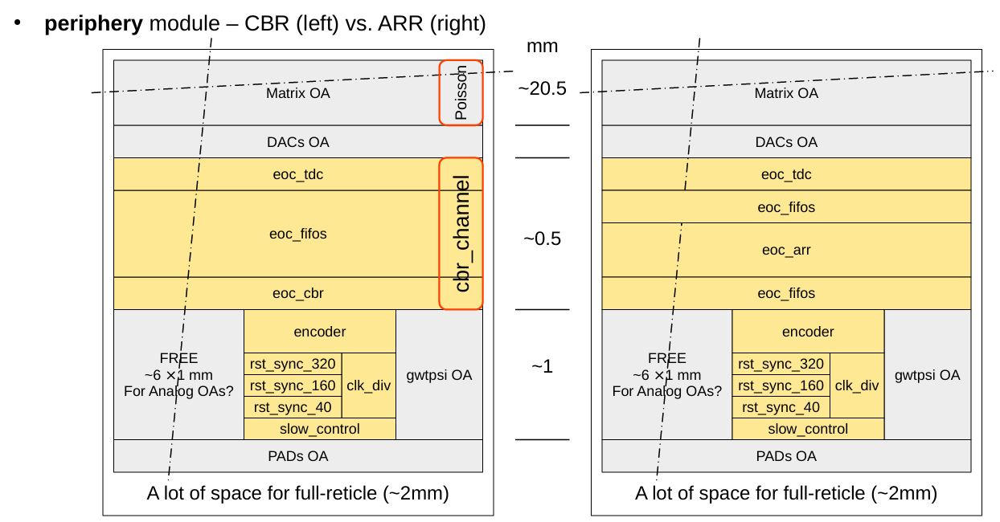 • periphery module – CBR (left) vs. ARR (right)
Matrix OA
Poisson
DACs OA
eoc_tdc
eoc_fifos
eoc_cbr
cbr_channel
FREE
~6 ×1 mm
For Analog OAs?
encoder
rst_sync_320
rst_sync_160
rst_sync_40
clk_div
slow_control
gwtpsi OA
PADs OA
A lot of space for full-reticle (~2mm)
mm
~20.5
~0.5
~1
Matrix OA
DACs OA
eoc_tdc
eoc_fifos
eoc_arr
eoc_fifos
FREE
~6 ×1 mm
For Analog OAs?
encoder
rst_sync_320
rst_sync_160
rst_sync_40
clk_div
slow_control
gwtpsi OA
PADs OA
A lot of space for full-reticle (~2mm)